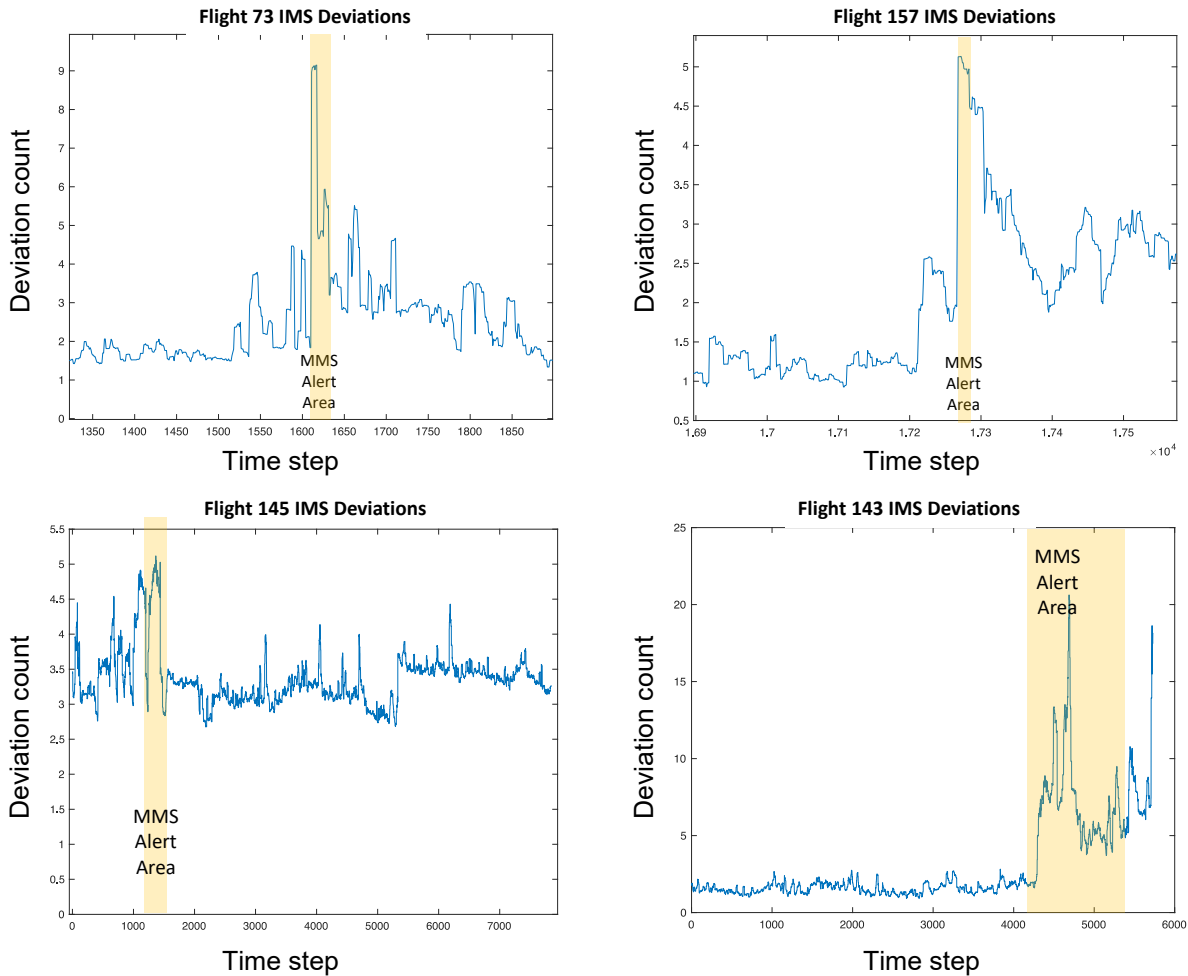 Flight 73 IMS Deviations
9
8
7
6
5
4
3
2
1
0
Deviation count
MMS
Alert
Area
1350 1400 1450 1500 1550 1600 1650 1700 1750 1800 1850
Time step
Flight 157 IMS Deviations
5
4.5
4
3.5
3
2.5
2
1.5
1
0.5
Deviation count
MMS
Alert
Area
1.69 1.7 1.71 1.72 1.73 1.74 1.75
×10⁴
Time step
Flight 145 IMS Deviations
5.5
5
4.5
4
3.5
3
2.5
2
1.5
1
0.5
0
Deviation count
MMS
Alert
Area
0 1000 2000 3000 4000 5000 6000 7000
Time step
Flight 143 IMS Deviations
25
20
15
10
5
0
Deviation count
MMS
Alert
Area
0 1000 2000 3000 4000 5000 6000
Time step